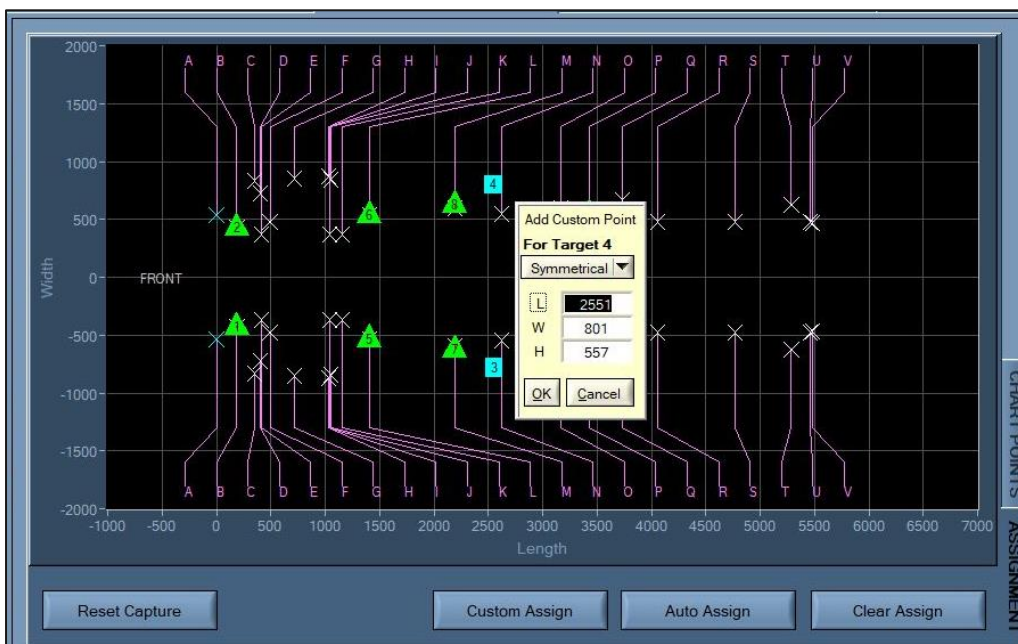 2000
A B C D E F G H I J K L M N O P Q R S T U V
1500
1000
4
8
6
2
500
Add Custom Point
For Target 4
Symmetrical
L 2551
W 801
H 557
OK Cancel
Width
0
FRONT
1
5
7
3
-500
-1000
-1500
A B C D E F G H I J K L M N O P Q R S T U V
-2000
-1000 -500 0 500 1000 1500 2000 2500 3000 3500 4000 4500 5000 5500 6000 6500 7000
Length
CHART POINTS
ASSIGNMENT
Reset Capture
Custom Assign
Auto Assign
Clear Assign